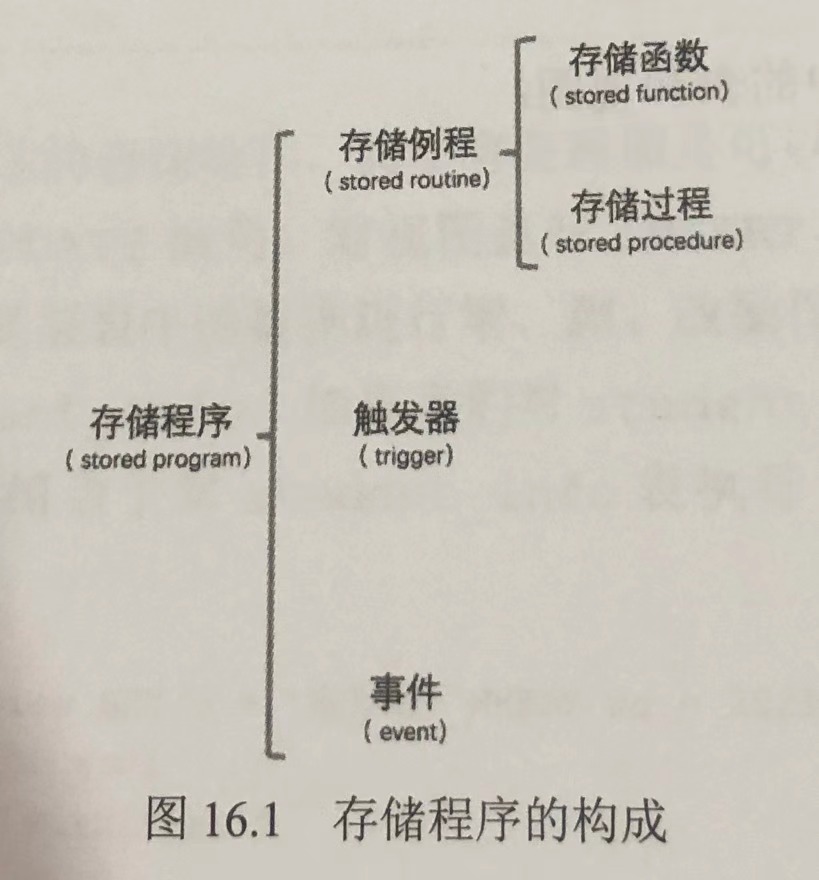 存储函数
( stored function)
存储例程
( stored routine)
存储过程
( stored procedure)
存储程序
( stored program)
触发器
( trigger)
事件
( event)
图 16.1 存储程序的构成